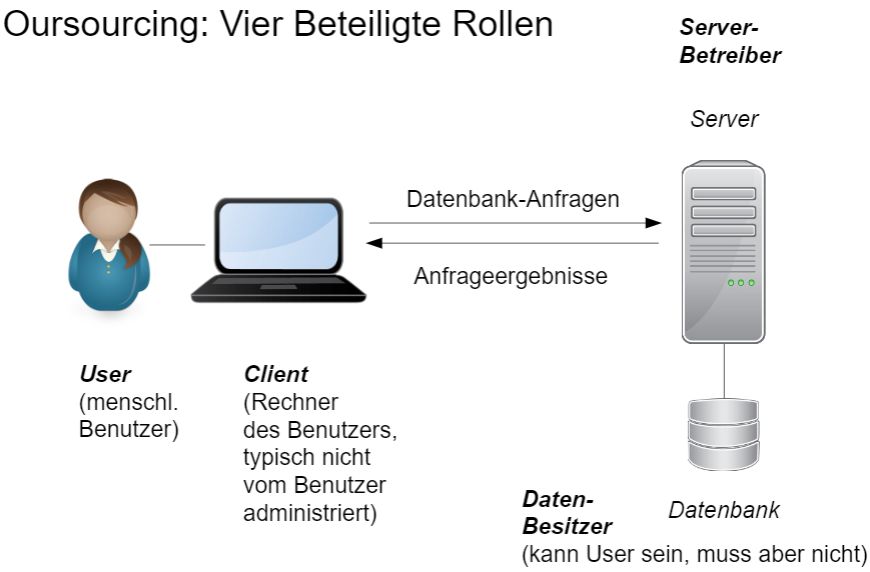 Oursourcing: Vier Beteiligte Rollen
Server-
Betreiber
Server
Datenbank-Anfragen
Anfrageergebnisse
User
(menschl.
Benutzer)
Client
(Rechner
des Benutzers,
typisch nicht
vom Benutzer
administriert)
Daten-
Besitzer
(kann User sein, muss aber nicht)
Datenbank